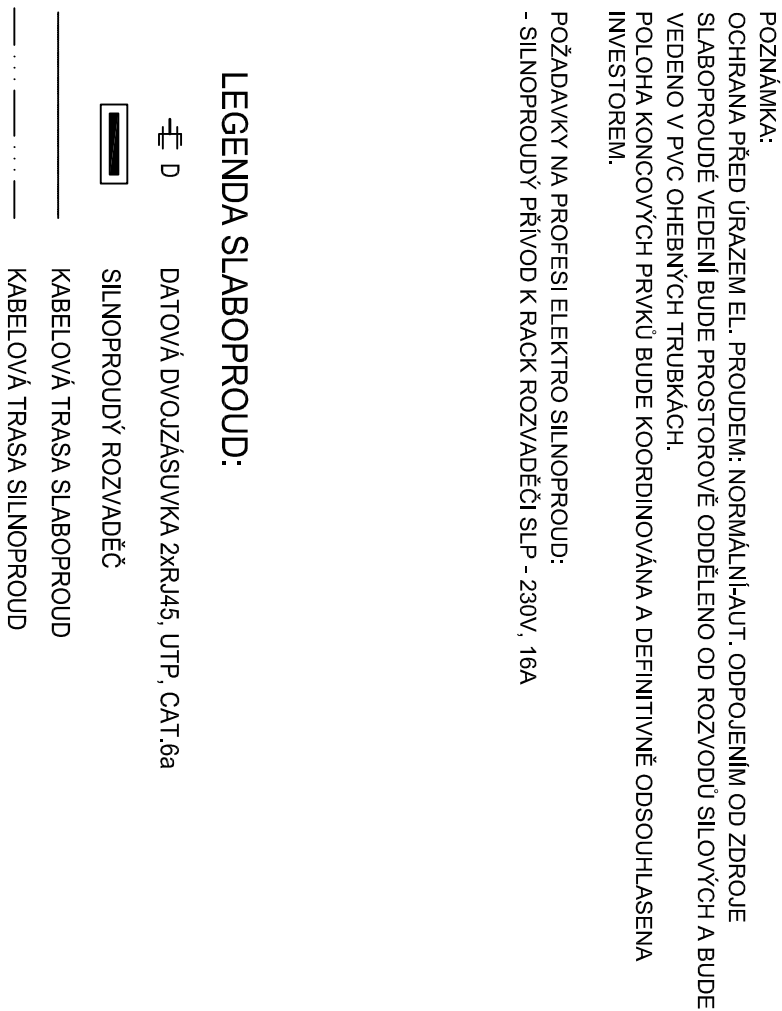 POZNÁMKA:
OCHRANA PŘED ÚRAZEM EL. PROUDEM: NORMÁLNÍ-AUT. ODPOJENÍM OD ZDROJE
SLABOPROUDÉ VEDENÍ BUDE PROSTOROVĚ ODDĚLENO OD ROZVODŮ SILOVÝCH A BUDE
VEDENO V PVC OHEBNÝCH TRUBKÁCH.
POLOHA KONCOVÝCH PRVKŮ BUDE KOORDINOVÁNA A DEFINITIVNĚ ODSOUHLASENA
INVESTOREM.
POŽADAVKY NA PROFESI ELEKTRO SILNOPROUD:
- SILNOPROUDÝ PŘÍVOD K RACK ROZVADĚČI SLP - 230V, 16A
LEGENDA SLABOPROUD:
D DATOVÁ DVOJZÁSUVKA 2xRJ45, UTP, CAT.6a
SILNOPROUDÝ ROZVADĚČ
KABELOVÁ TRASA SLABOPROUD
KABELOVÁ TRASA SILNOPROUD